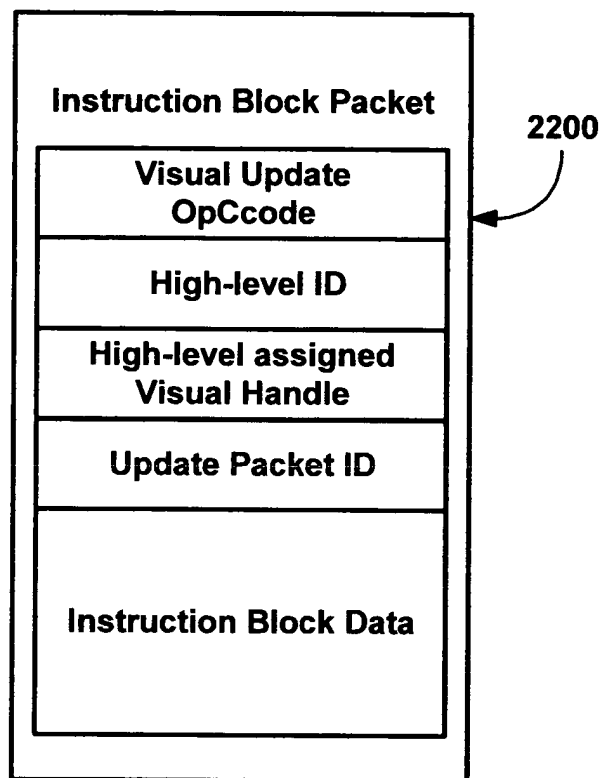 Instruction Block Packet
2200
Visual Update
OpCcode
High-level ID
High-level assigned
Visual Handle
Update Packet ID
Instruction Block Data